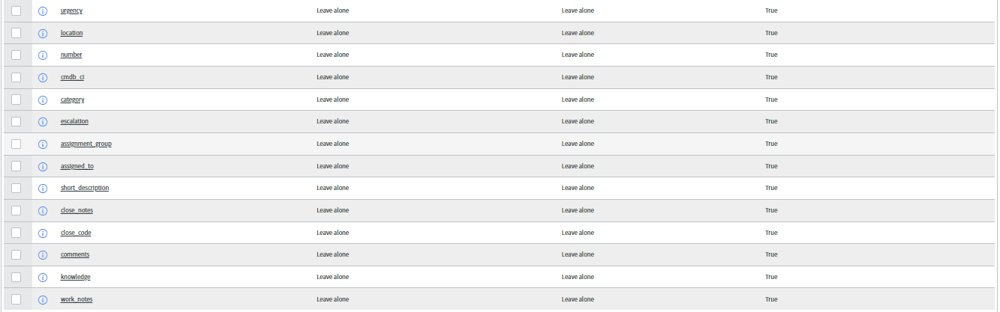 urgency Leave alone Leave alone True
location Leave alone Leave alone True
number Leave alone Leave alone True
cmdb_ci Leave alone Leave alone True
category Leave alone Leave alone True
escalation Leave alone Leave alone True
assignment_group Leave alone Leave alone True
assigned_to Leave alone Leave alone True
short_description Leave alone Leave alone True
close_notes Leave alone Leave alone True
close_code Leave alone Leave alone True
comments Leave alone Leave alone True
knowledge Leave alone Leave alone True
work_notes Leave alone Leave alone True